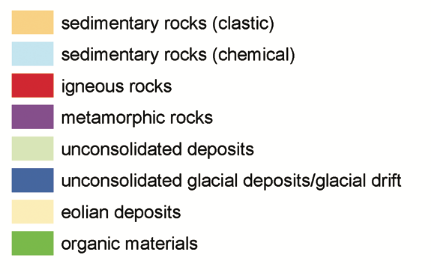 sedimentary rocks (clastic)
sedimentary rocks (chemical)
igneous rocks
metamorphic rocks
unconsolidated deposits
unconsolidated glacial deposits/glacial drift
eolian deposits
organic materials